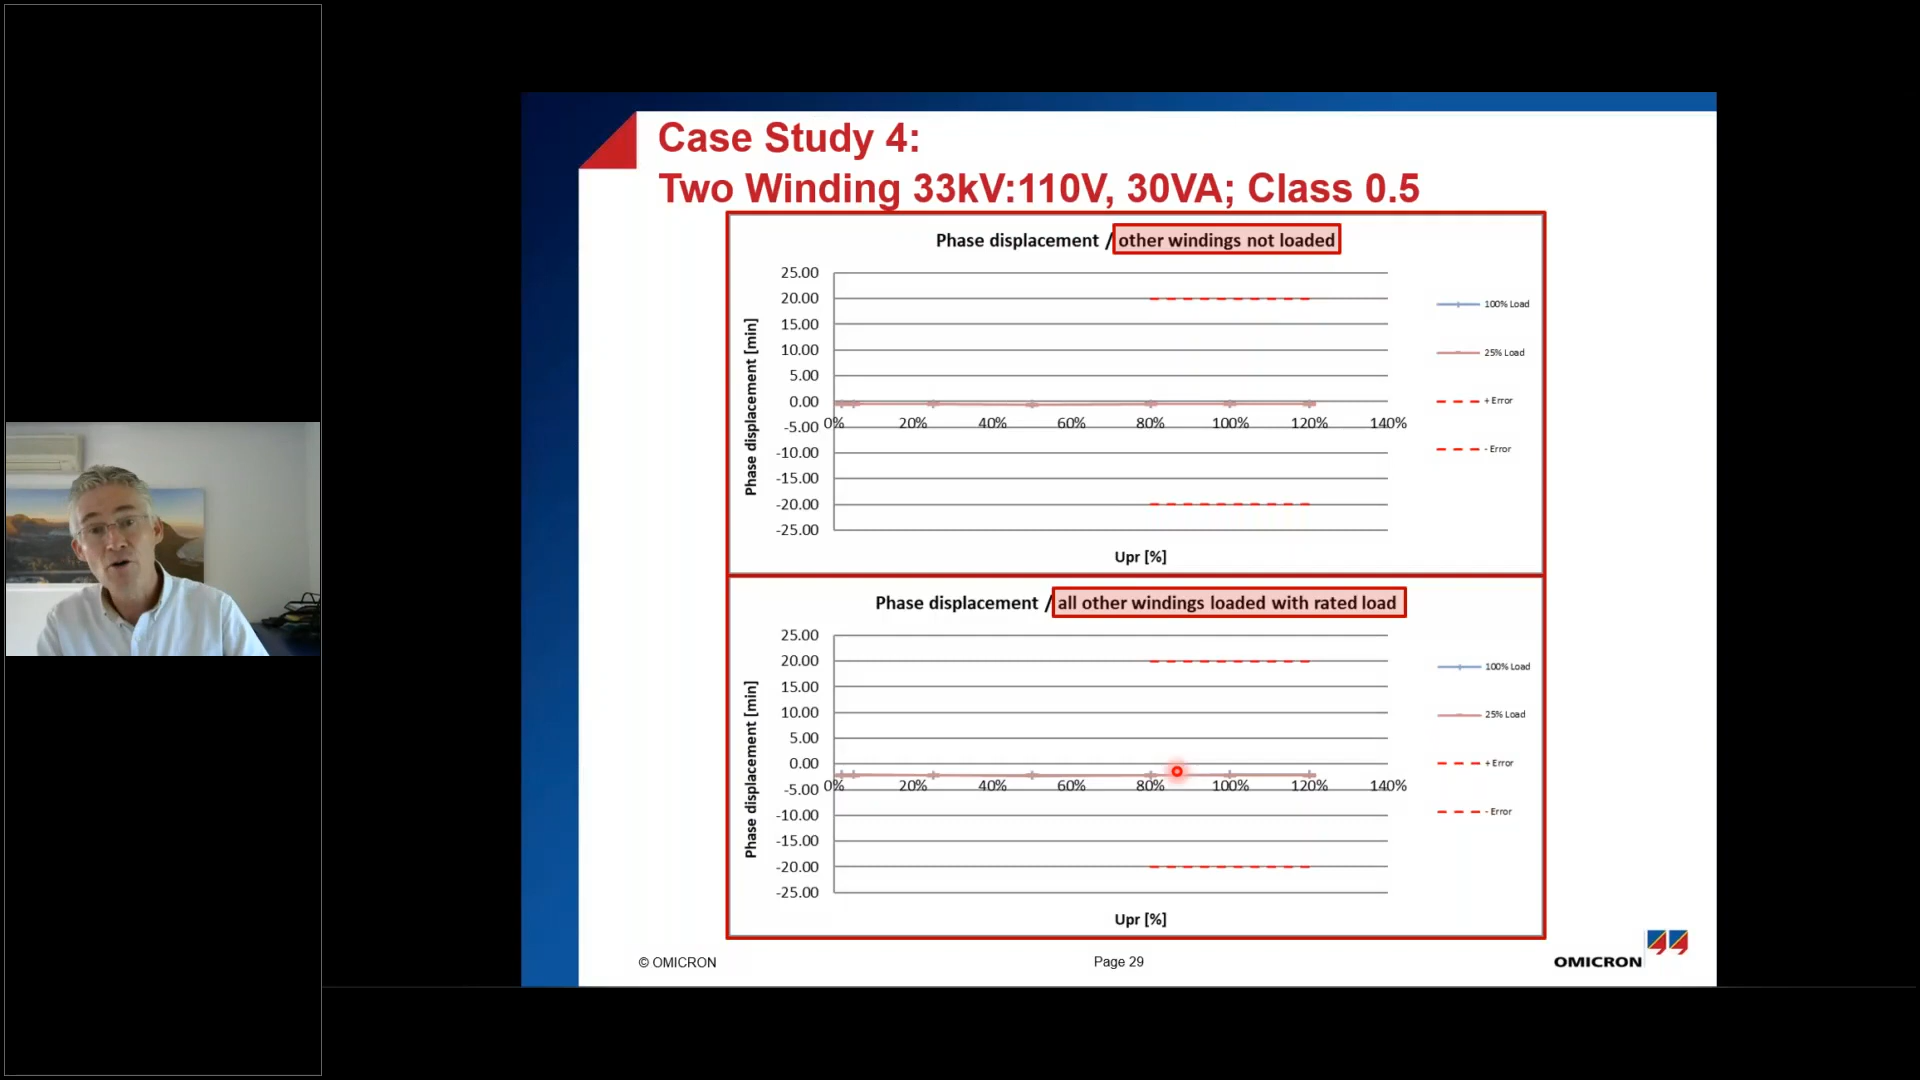 Case Study 4:
Two Winding 33kV:110V, 30VA; Class 0.5
Phase displacement / other windings not loaded
Phase displacement [min]
25.00
20.00
15.00
10.00
5.00
0.00
-5.00
-10.00
-15.00
-20.00
-25.00
0% 20% 40% 60% 80% 100% 120% 140%
Upr [%]
100% Load
25% Load
+ Error
- Error
Phase displacement / all other windings loaded with rated load
Phase displacement [min]
25.00
20.00
15.00
10.00
5.00
0.00
-5.00
-10.00
-15.00
-20.00
-25.00
0% 20% 40% 60% 80% 100% 120% 140%
Upr [%]
100% Load
25% Load
+ Error
- Error
© OMICRON
Page 29
OMICRON